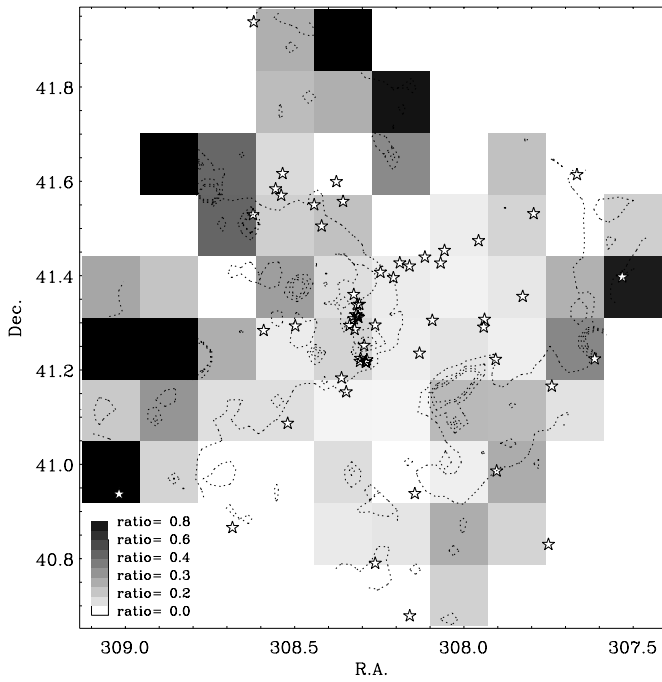 Dec.
41.8
41.6
41.4
41.2
41.0
40.8
ratio= 0.8
ratio= 0.6
ratio= 0.4
ratio= 0.3
ratio= 0.2
ratio= 0.0
309.0 308.5 308.0 307.5
R.A.